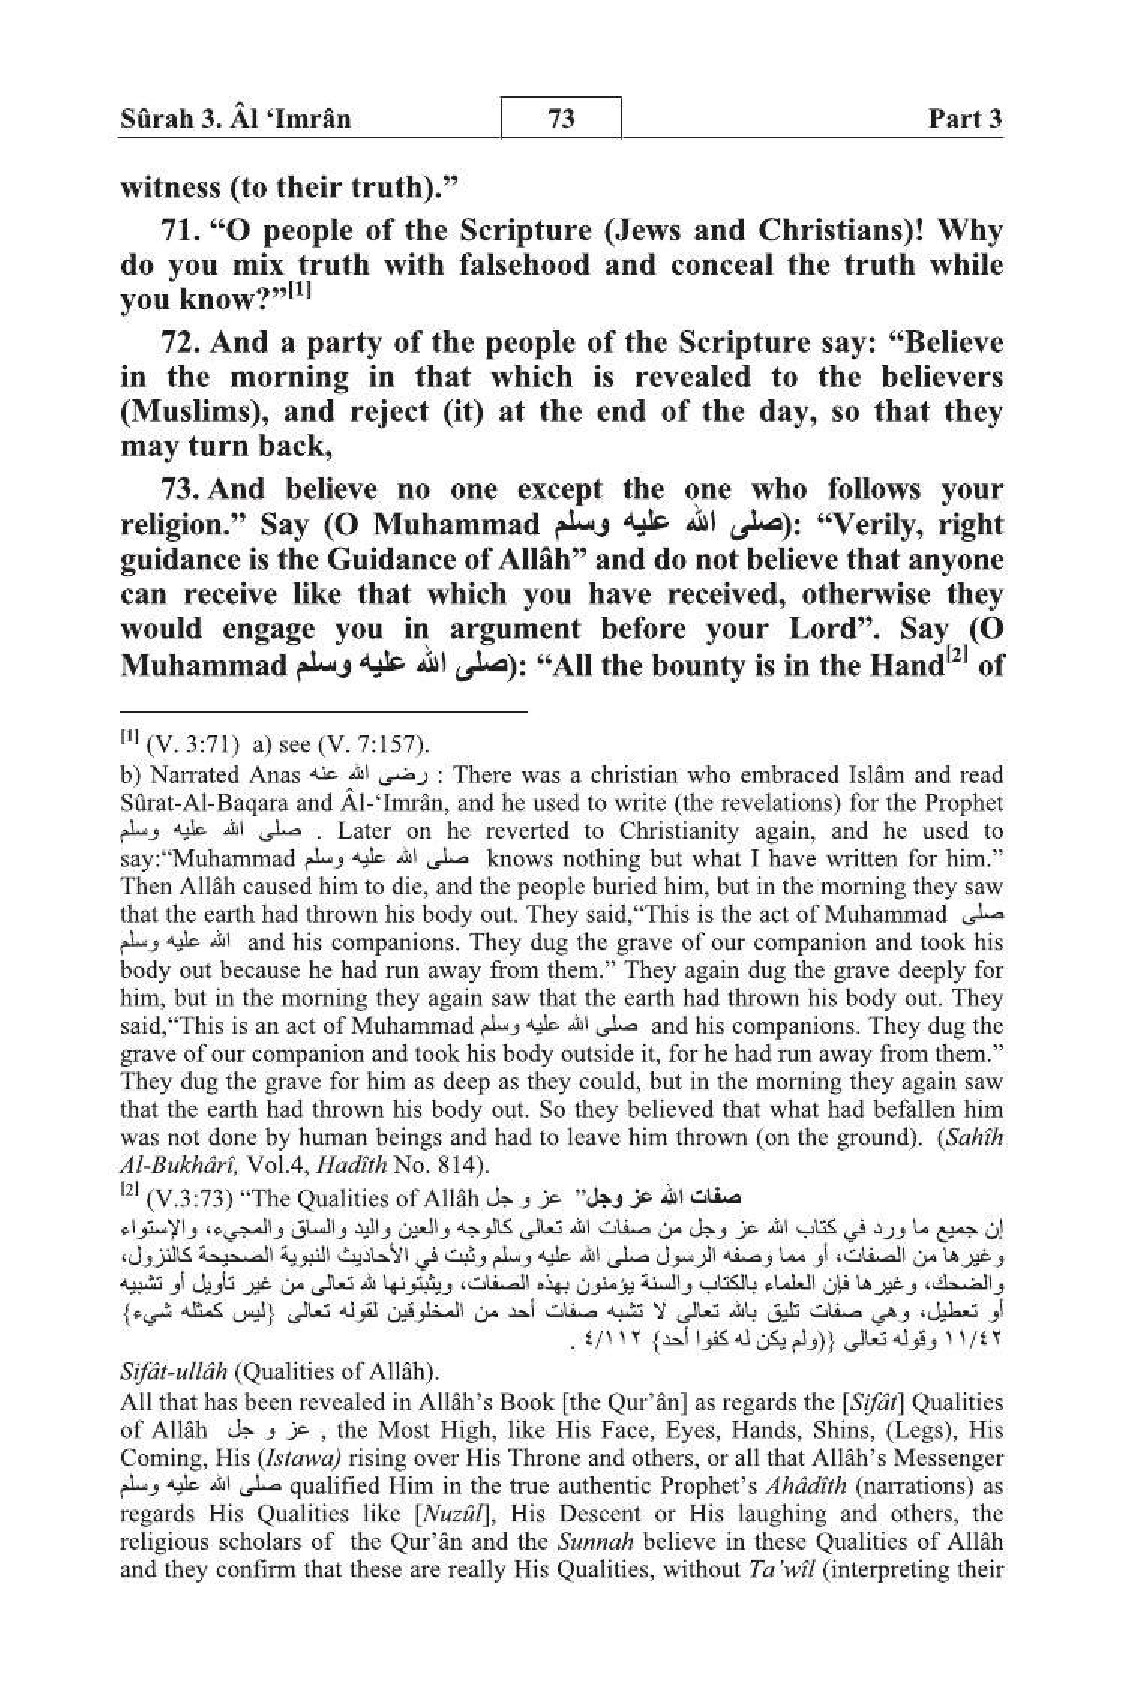 Sûrah 3. Âl ‘Imrân 73 Part 3
witness (to their truth).”
71. “O people of the Scripture (Jews and Christians)! Why
do you mix truth with falsehood and conceal the truth while
you know?”[1]
72. And a party of the people of the Scripture say: “Believe
in the morning in that which is revealed to the believers
(Muslims), and reject (it) at the end of the day, so that they
may turn back,
73. And believe no one except the one who follows your
religion.” Say (O Muhammad صلى الله عليه وسلم): “Verily, right
guidance is the Guidance of Allâh” and do not believe that anyone
can receive like that which you have received, otherwise they
would engage you in argument before your Lord”. Say (O
Muhammad صلى الله عليه وسلم): “All the bounty is in the Hand[2] of
[1] (V. 3:71) a) see (V. 7:157).
b) Narrated Anas رضى الله عنه : There was a christian who embraced Islâm and read
Sûrat-Al-Baqara and Âl-‘Imrân, and he used to write (the revelations) for the Prophet
صلى الله عليه وسلم . Later on he reverted to Christianity again, and he used to
say:“Muhammad صلى الله عليه وسلم knows nothing but what I have written for him.”
Then Allâh caused him to die, and the people buried him, but in the morning they saw
that the earth had thrown his body out. They said,“This is the act of Muhammad صلى
الله عليه وسلم and his companions. They dug the grave of our companion and took his
body out because he had run away from them.” They again dug the grave deeply for
him, but in the morning they again saw that the earth had thrown his body out. They
said,“This is an act of Muhammad صلى الله عليه وسلم and his companions. They dug the
grave of our companion and took his body outside it, for he had run away from them.”
They dug the grave for him as deep as they could, but in the morning they again saw
that the earth had thrown his body out. So they believed that what had befallen him
was not done by human beings and had to leave him thrown (on the ground). (Sahîh
Al-Bukhârî, Vol.4, Hadîth No. 814).
[2] (V.3:73) “The Qualities of Allâh عز و جل ” صفات الله عز وجل
إن جميع ما ورد في كتاب الله عز وجل من صفات الله تعالى كالوجه والعين واليد والساق والمجيء، والإستواء
وغيرها من الصفات، أو مما وصفه الرسول صلى الله عليه وسلم وثبت في الأحاديث النبوية الصحيحة كالنزول،
والضحك، وغيرها فإن العلماء بالكتاب والسنة يؤمنون بهذه الصفات، ويثبتونها لله تعالى من غير تأويل أو تشبيه
أو تعطيل، وهي صفات تليق بالله تعالى لا تشبه صفات أحد من المخلوقين لقوله تعالى {ليس كمثله شيء}
١١/٤٢ وقوله تعالى {(ولم يكن له كفوا أحد} ٤/١١٢ .
Sifât-ullâh (Qualities of Allâh).
All that has been revealed in Allâh’s Book [the Qur’ân] as regards the [Sifât] Qualities
of Allâh عز و جل , the Most High, like His Face, Eyes, Hands, Shins, (Legs), His
Coming, His (Istawa) rising over His Throne and others, or all that Allâh’s Messenger
صلى الله عليه وسلم qualified Him in the true authentic Prophet’s Ahâdîth (narrations) as
regards His Qualities like [Nuzûl], His Descent or His laughing and others, the
religious scholars of the Qur’ân and the Sunnah believe in these Qualities of Allâh
and they confirm that these are really His Qualities, without Ta’wîl (interpreting their